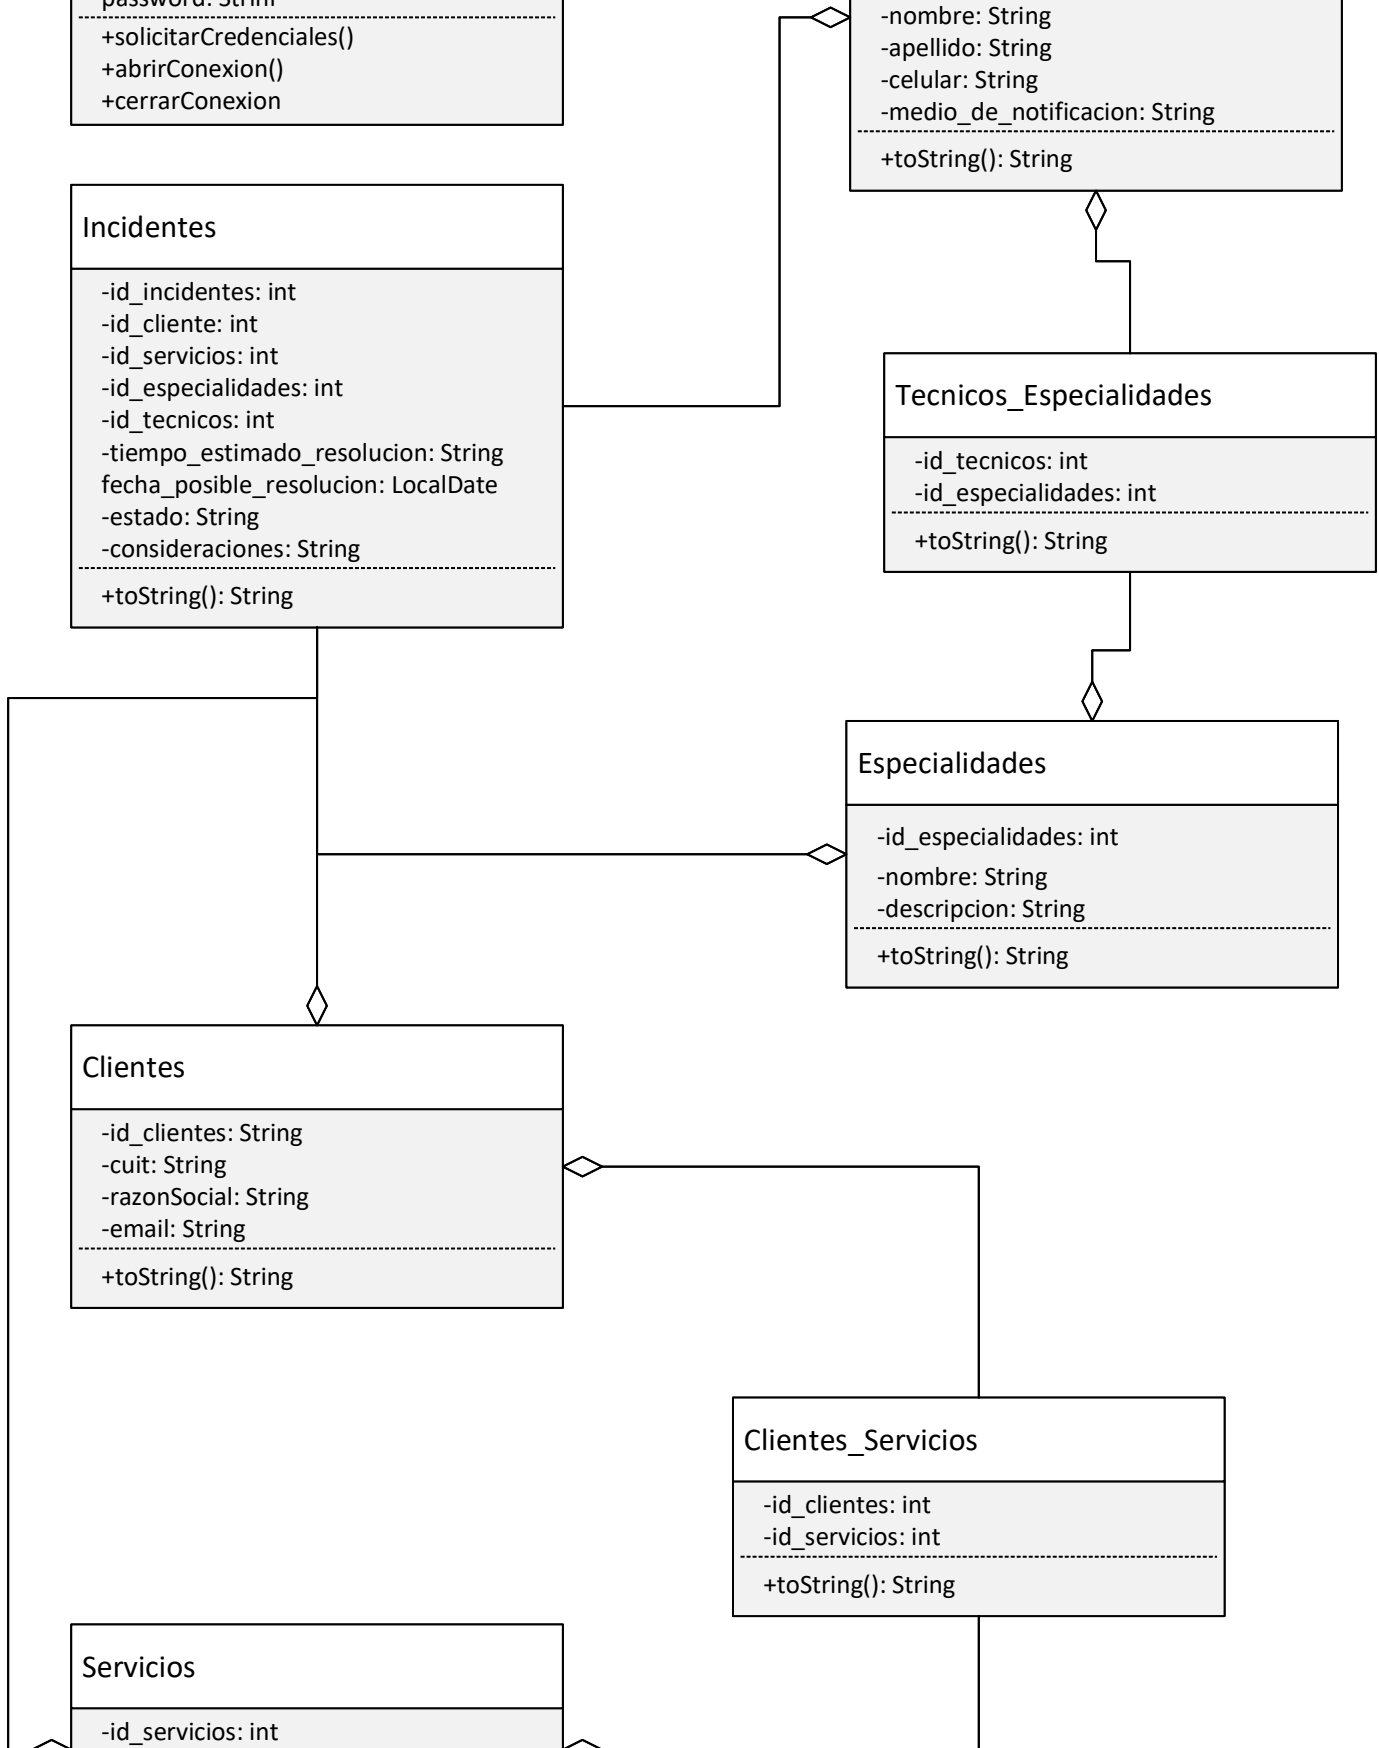 password: Strinf
+solicitarCredenciales()
+abrirConexion()
+cerrarConexion
-nombre: String
-apellido: String
-celular: String
-medio_de_notificacion: String
+toString(): String
Incidentes
-id_incidentes: int
-id_cliente: int
-id_servicios: int
-id_especialidades: int
-id_tecnicos: int
-tiempo_estimado_resolucion: String
fecha_posible_resolucion: LocalDate
-estado: String
-consideraciones: String
+toString(): String
Tecnicos_Especialidades
-id_tecnicos: int
-id_especialidades: int
+toString(): String
Especialidades
-id_especialidades: int
-nombre: String
-descripcion: String
+toString(): String
Clientes
-id_clientes: String
-cuit: String
-razonSocial: String
-email: String
+toString(): String
Clientes_Servicios
-id_clientes: int
-id_servicios: int
+toString(): String
Servicios
-id_servicios: int